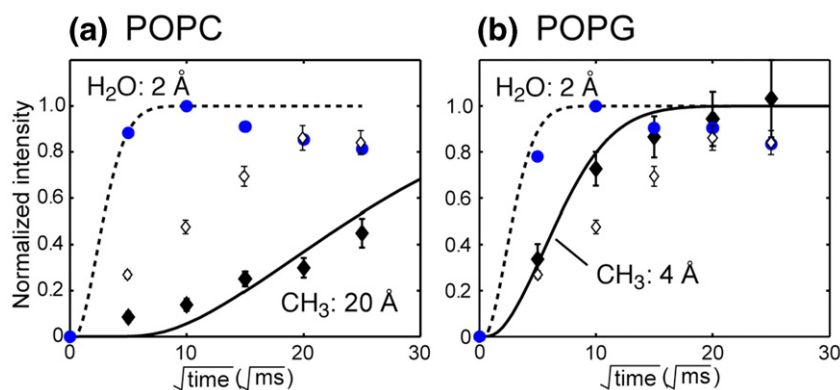 (a) POPC
H₂O: 2 Å
Normalized intensity
1.0
0.8
0.6
0.4
0.2
0
CH₃: 20 Å
0 10 20 30
√time (√ms)
(b) POPG
H₂O: 2 Å
1.0
0.8
0.6
0.4
0.2
0
CH₃: 4 Å
0 10 20 30
√time (√ms)